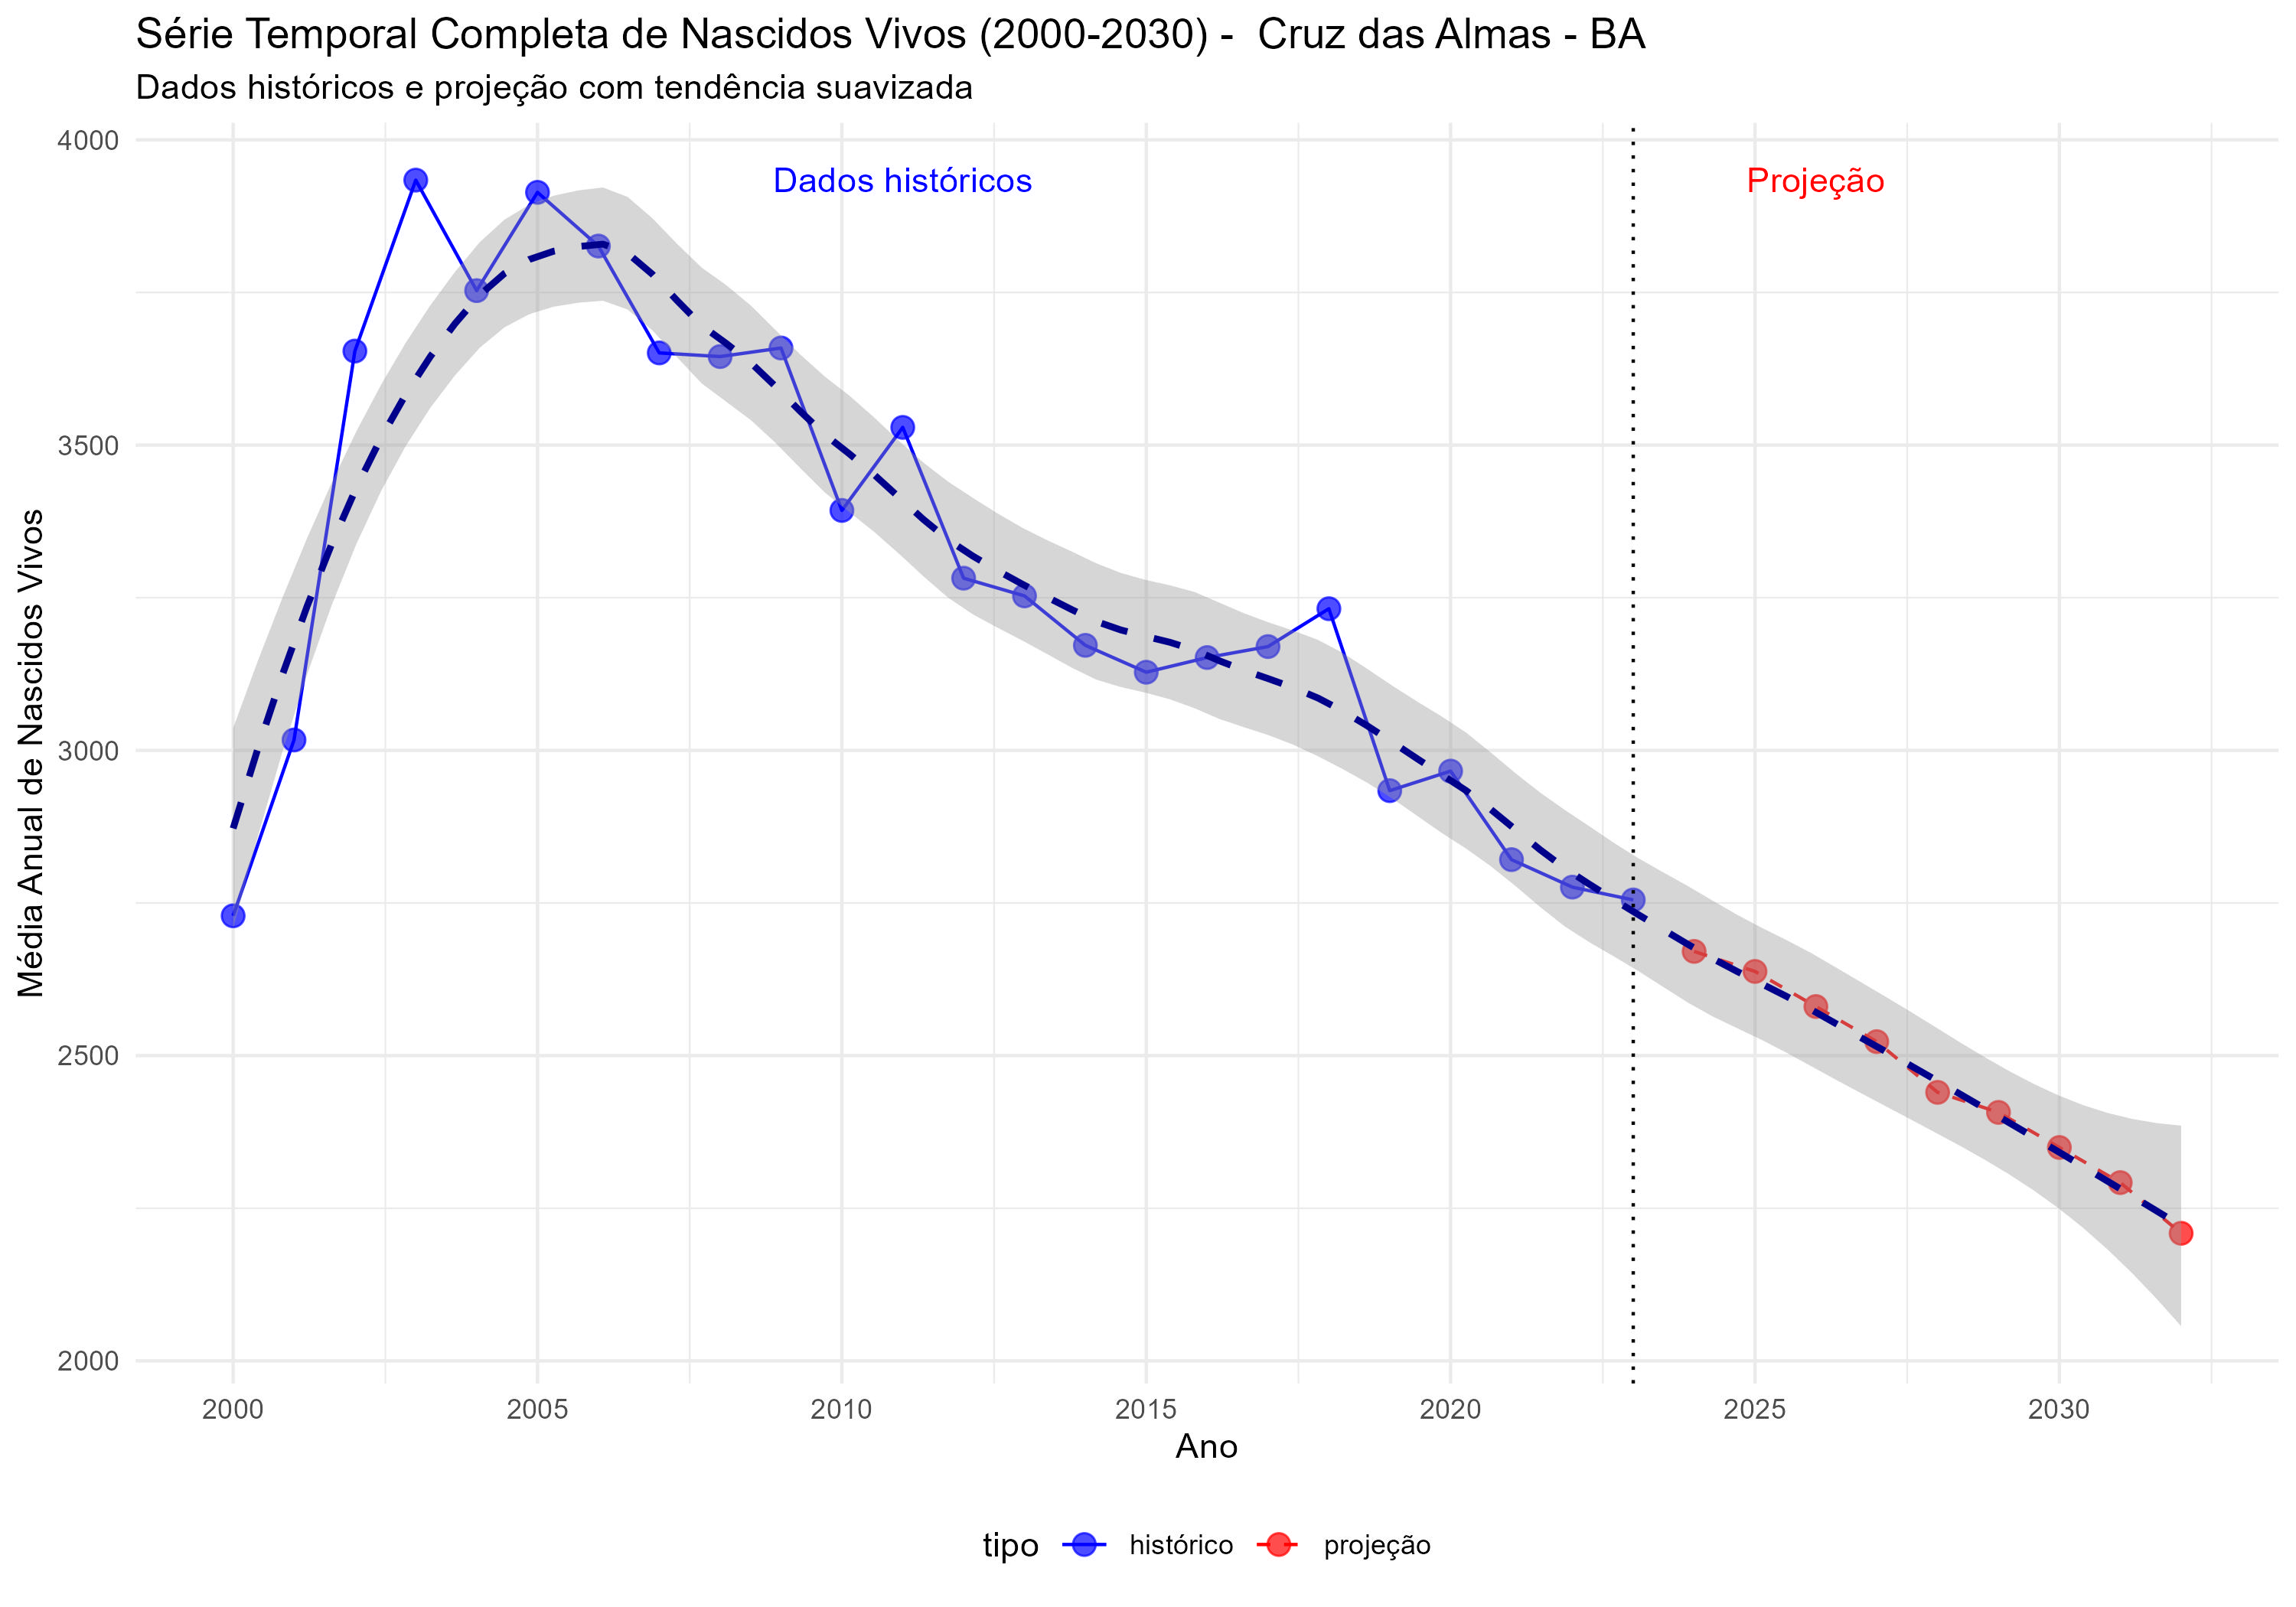 Série Temporal Completa de Nascidos Vivos (2000-2030) -  Cruz das Almas - BA
Dados históricos e projeção com tendência suavizada
Média Anual de Nascidos Vivos
4000
3500
3000
2500
2000
Dados históricos
Projeção
2000 2005 2010 2015 2020 2025 2030
Ano
tipo histórico projeção